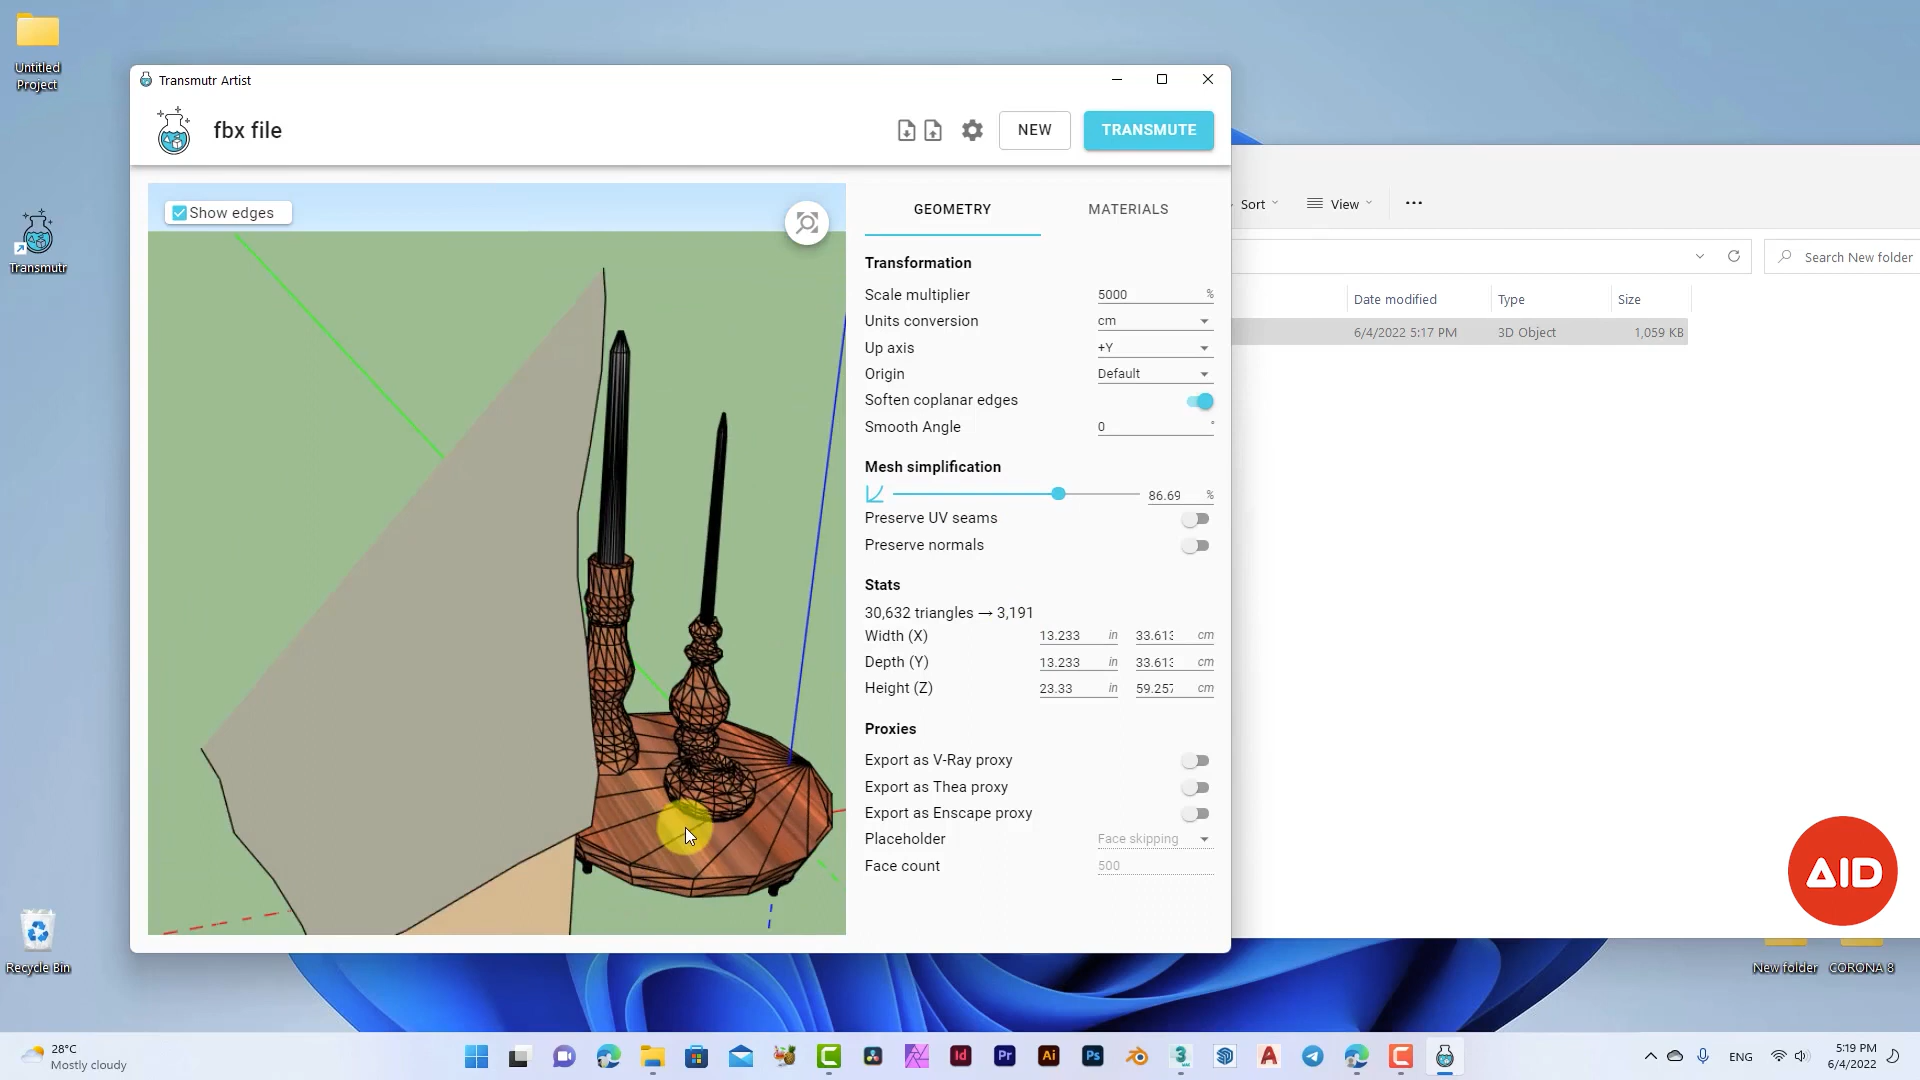 Untitled
Project
Transmutr
Recycle Bin
Transmutr Artist
fbx file
NEW
TRANSMUTE
Show edges
GEOMETRY
MATERIALS
Transformation
Scale multiplier
5000 %
Units conversion
cm
Up axis
+Y
Origin
Default
Soften coplanar edges
Smooth Angle
0 °
Mesh simplification
86.69 %
Preserve UV seams
Preserve normals
Stats
30,632 triangles → 3,191
Width (X)
13.233 in
33.613 cm
Depth (Y)
13.233 in
33.613 cm
Height (Z)
23.33 in
59.257 cm
Proxies
Export as V-Ray proxy
Export as Thea proxy
Export as Enscape proxy
Placeholder
Face skipping
Face count
500
Sort
View
Search New folder
Date modified
Type
Size
6/4/2022 5:17 PM
3D Object
1,059 KB
AID
New folder
CORONA 8
28°C
Mostly cloudy
Id
Pr
Ai
Ps
3
MAX
A
C
C
ENG
5:19 PM
6/4/2022